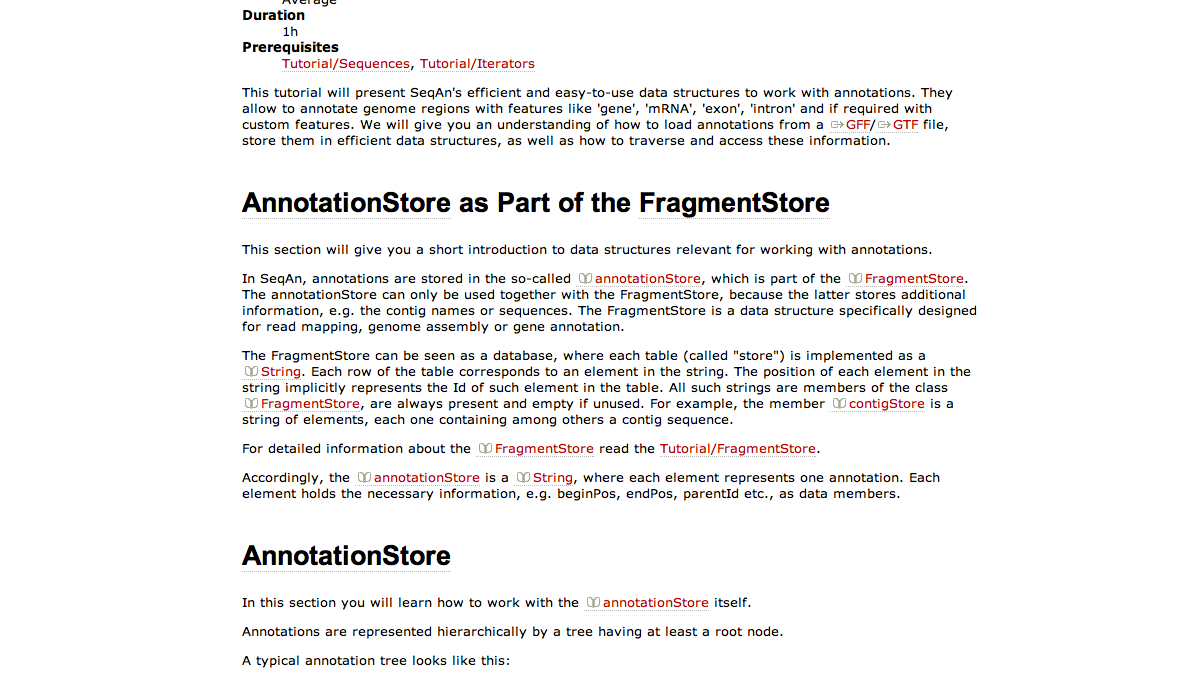 Average
Duration
1h
Prerequisites
Tutorial/Sequences, Tutorial/Iterators
This tutorial will present SeqAn's efficient and easy-to-use data structures to work with annotations. They
allow to annotate genome regions with features like 'gene', 'mRNA', 'exon', 'intron' and if required with
custom features. We will give you an understanding of how to load annotations from a GFF/GTF file,
store them in efficient data structures, as well as how to traverse and access these information.
AnnotationStore as Part of the FragmentStore
This section will give you a short introduction to data structures relevant for working with annotations.
In SeqAn, annotations are stored in the so-called annotationStore, which is part of the FragmentStore.
The annotationStore can only be used together with the FragmentStore, because the latter stores additional
information, e.g. the contig names or sequences. The FragmentStore is a data structure specifically designed
for read mapping, genome assembly or gene annotation.
The FragmentStore can be seen as a database, where each table (called "store") is implemented as a
String. Each row of the table corresponds to an element in the string. The position of each element in the
string implicitly represents the Id of such element in the table. All such strings are members of the class
FragmentStore, are always present and empty if unused. For example, the member contigStore is a
string of elements, each one containing among others a contig sequence.
For detailed information about the FragmentStore read the Tutorial/FragmentStore.
Accordingly, the annotationStore is a String, where each element represents one annotation. Each
element holds the necessary information, e.g. beginPos, endPos, parentId etc., as data members.
AnnotationStore
In this section you will learn how to work with the annotationStore itself.
Annotations are represented hierarchically by a tree having at least a root node.
A typical annotation tree looks like this: